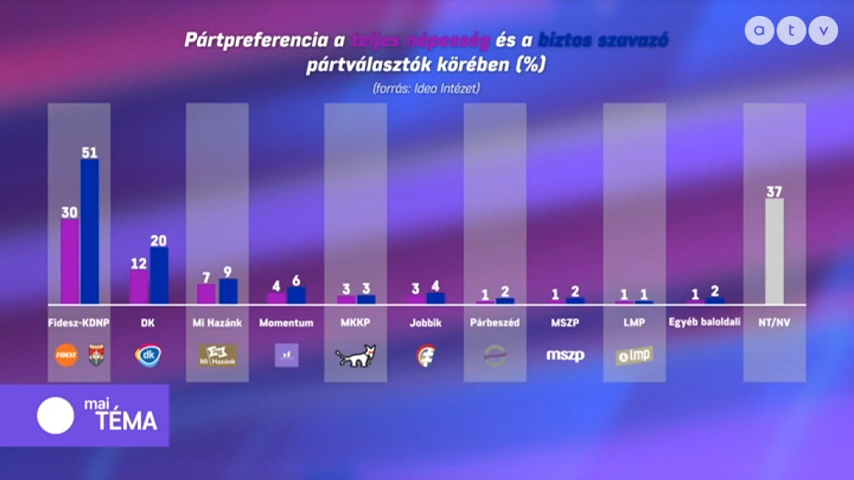 a t v
Pártpreferencia a teljes népesség és a biztos szavazó
pártválasztók körében (%)
(forrás: Idea Intézet)
30 51
12 20
7 9
4 6
3 3
3 4
1 2
1 2
1 1
1 2
37
Fidesz-KDNP DK Mi Hazánk Momentum MKKP Jobbik Párbeszéd MSZP LMP Egyéb baloldali NT/NV
FIDESZ dk Mi Hazánk mszp lmp
mai
TÉMA